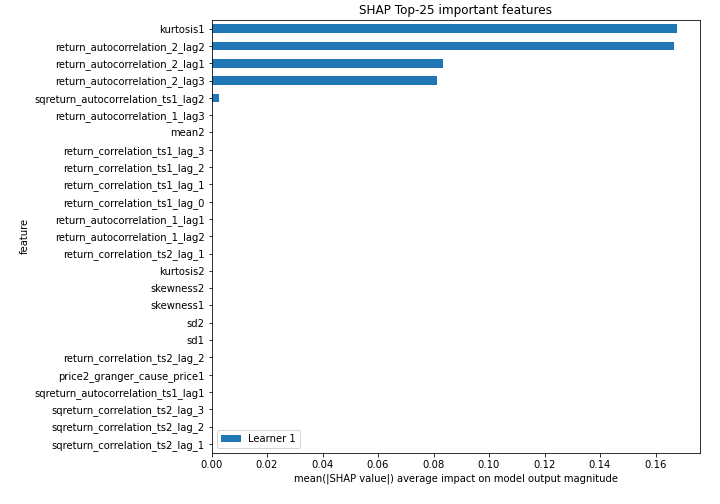 SHAP Top-25 important features
kurtosis1
return_autocorrelation_2_lag2
return_autocorrelation_2_lag1
return_autocorrelation_2_lag3
sqreturn_autocorrelation_ts1_lag2
return_autocorrelation_1_lag3
mean2
return_correlation_ts1_lag_3
return_correlation_ts1_lag_2
return_correlation_ts1_lag_1
return_correlation_ts1_lag_0
return_autocorrelation_1_lag1
return_autocorrelation_1_lag2
return_correlation_ts2_lag_1
kurtosis2
skewness2
skewness1
sd2
sd1
return_correlation_ts2_lag_2
price2_granger_cause_price1
sqreturn_autocorrelation_ts1_lag1
sqreturn_correlation_ts2_lag_3
sqreturn_correlation_ts2_lag_2
sqreturn_correlation_ts2_lag_1
feature
Learner 1
0.00 0.02 0.04 0.06 0.08 0.10 0.12 0.14 0.16
mean(|SHAP value|) average impact on model output magnitude